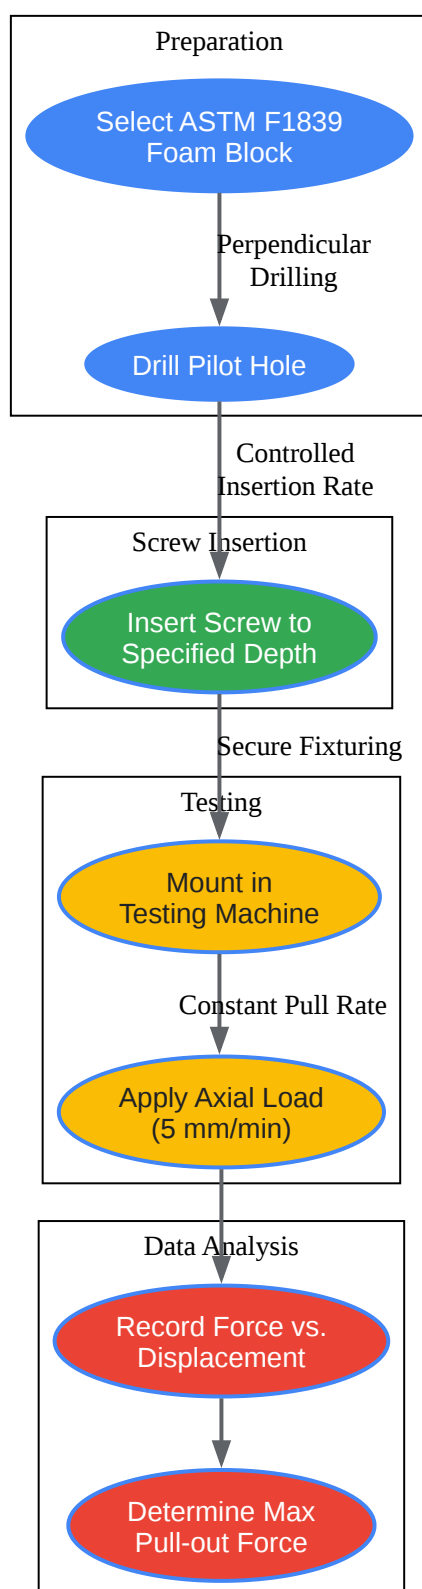 Preparation
Select ASTM F1839
Foam Block
Perpendicular
Drilling
Drill Pilot Hole
Controlled
Insertion Rate
Screw Insertion
Insert Screw to
Specified Depth
Secure Fixturing
Testing
Mount in
Testing Machine
Constant Pull Rate
Apply Axial Load
(5 mm/min)
Data Analysis
Record Force vs.
Displacement
Determine Max
Pull-out Force